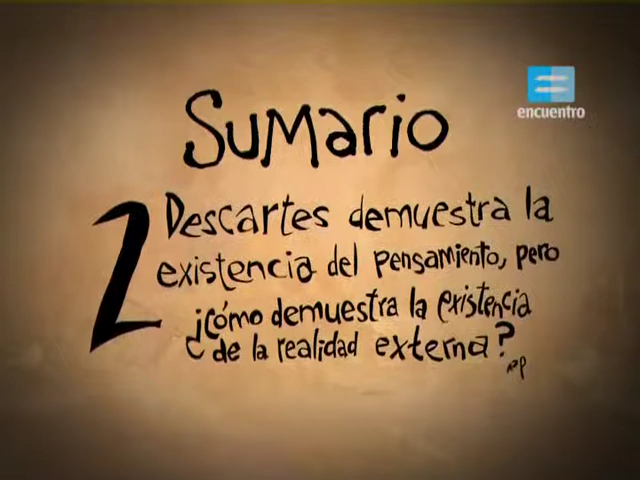 Sumario
encuentro
2 Descartes demuestra la
existencia del pensamiento, pero
¿Cómo demuestra la existencia
de la realidad externa?